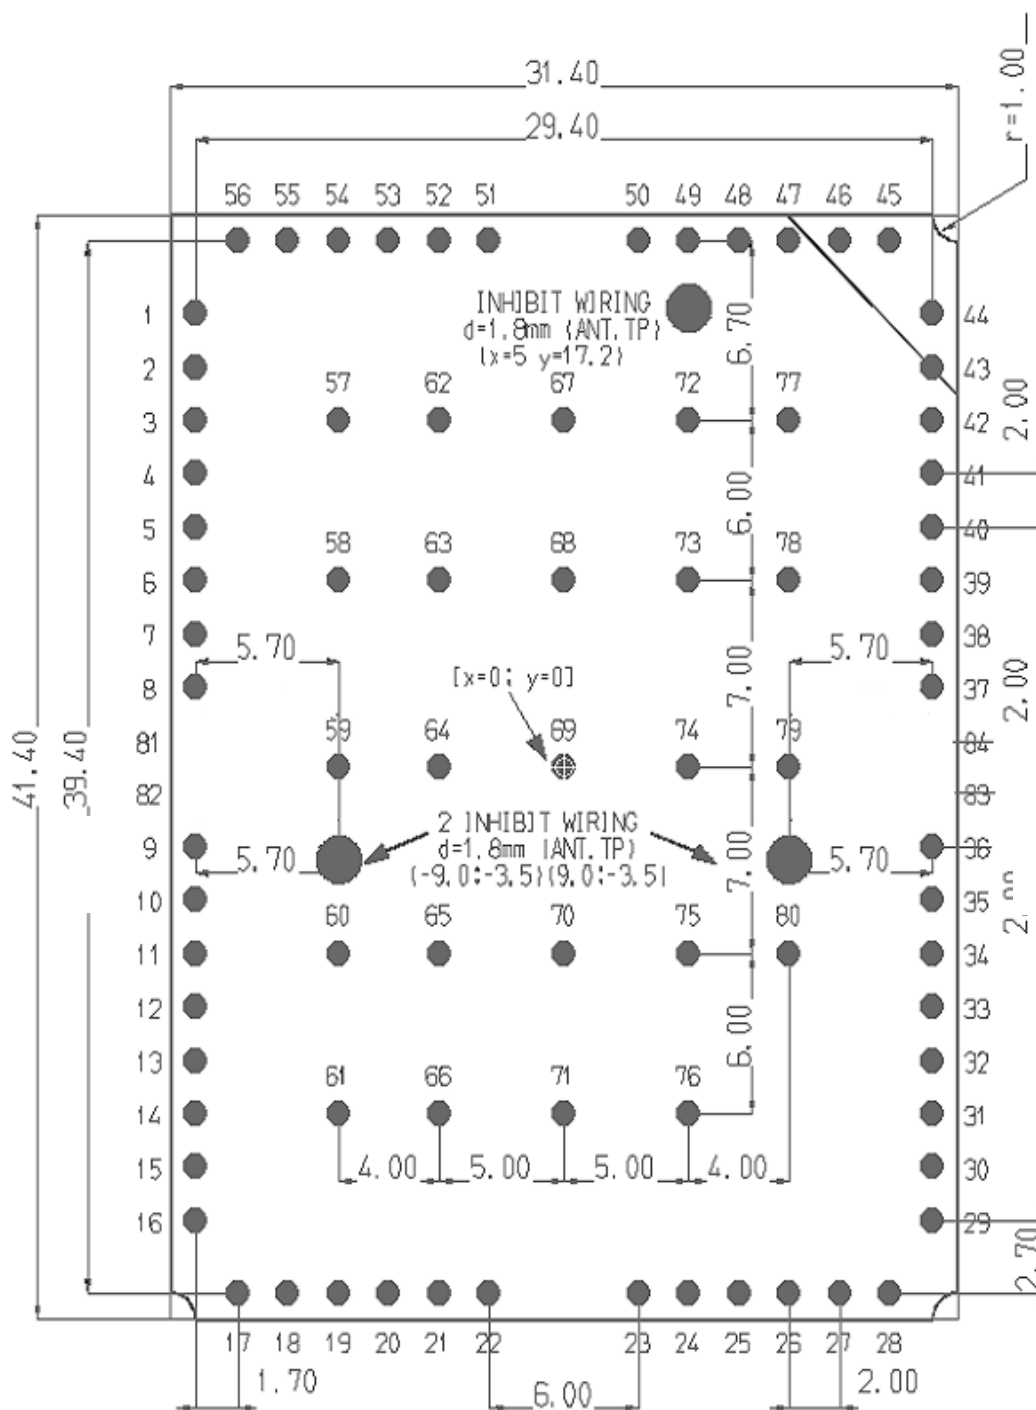 31.40
r=1.00
29.40
56 55 54 53 52 51 50 49 48 47 46 45
INHIBIT WIRING
d=1.8mm (ANT.TP)
(x=5 y=17.2)
6.70
1 44
2 43
57 62 67 72 77
3 42
2.00
4 41
6.00
5 40
58 63 68 73 78
6 39
7 38
5.70 5.70
[x=0; y=0]
8 37
7.00
2.00
59 64 69 74 79
81 84
41.40
39.40
82 83
2 INHIBIT WIRING
d=1.8mm (ANT.TP)
(-9.0;-3.5)(9.0;-3.5)
9 36
5.70 5.70
7.00
10 35
60 65 70 75 80
11 34
12 33
6.00
13 32
61 66 71 76
14 31
15 30
4.00 5.00 5.00 4.00
16 29
2.70
17 18 19 20 21 22 23 24 25 26 27 28
1.70 6.00 2.00